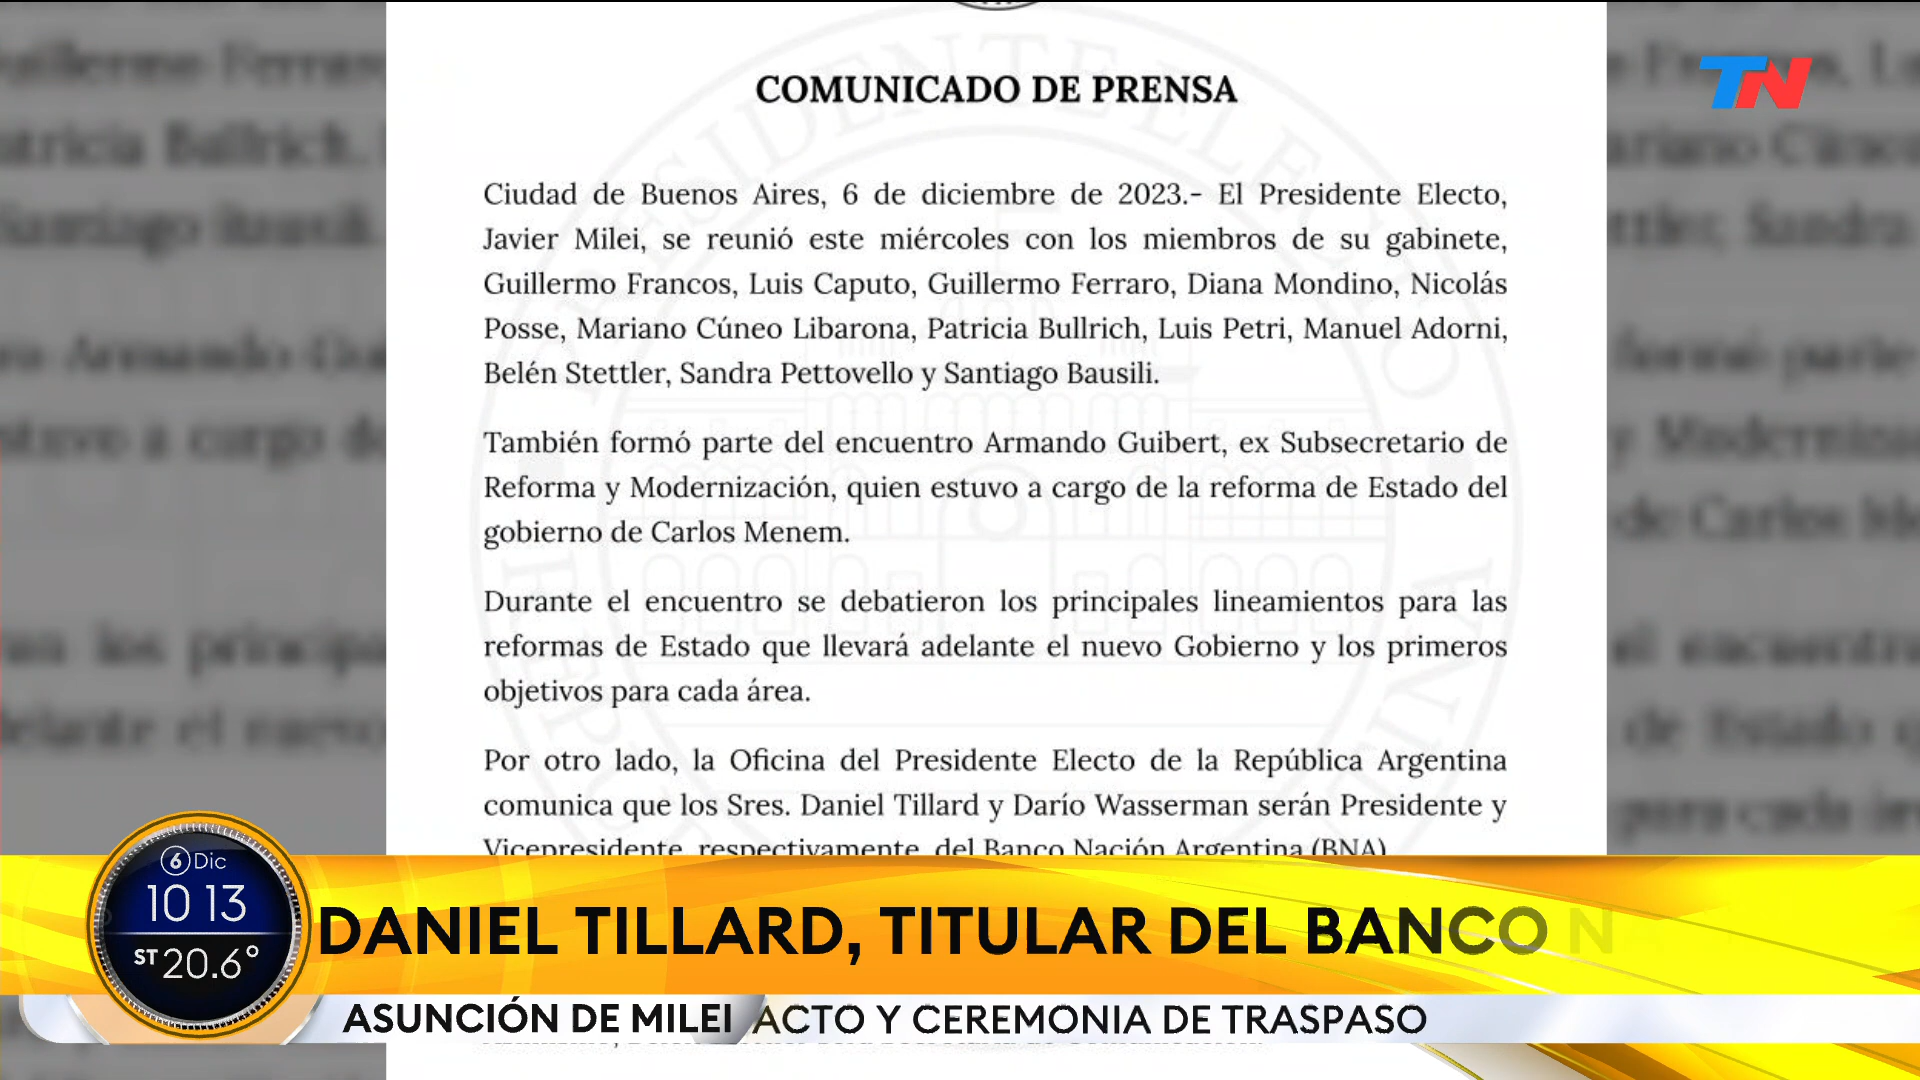 COMUNICADO DE PRENSA
TN
Ciudad de Buenos Aires, 6 de diciembre de 2023.- El Presidente Electo,
Javier Milei, se reunió este miércoles con los miembros de su gabinete,
Guillermo Francos, Luis Caputo, Guillermo Ferraro, Diana Mondino, Nicolás
Posse, Mariano Cúneo Libarona, Patricia Bullrich, Luis Petri, Manuel Adorni,
Belén Stettler, Sandra Pettovello y Santiago Bausili.
También formó parte del encuentro Armando Guibert, ex Subsecretario de
Reforma y Modernización, quien estuvo a cargo de la reforma de Estado del
gobierno de Carlos Menem.
Durante el encuentro se debatieron los principales lineamientos para las
reformas de Estado que llevará adelante el nuevo Gobierno y los primeros
objetivos para cada área.
Por otro lado, la Oficina del Presidente Electo de la República Argentina
comunica que los Sres. Daniel Tillard y Darío Wasserman serán Presidente y
Vicepresidente, respectivamente, del Banco Nación Argentina (BNA)
6 Dic
10 13
ST 20.6°
DANIEL TILLARD, TITULAR DEL BANCO N
ASUNCIÓN DE MILEI ACTO Y CEREMONIA DE TRASPASO